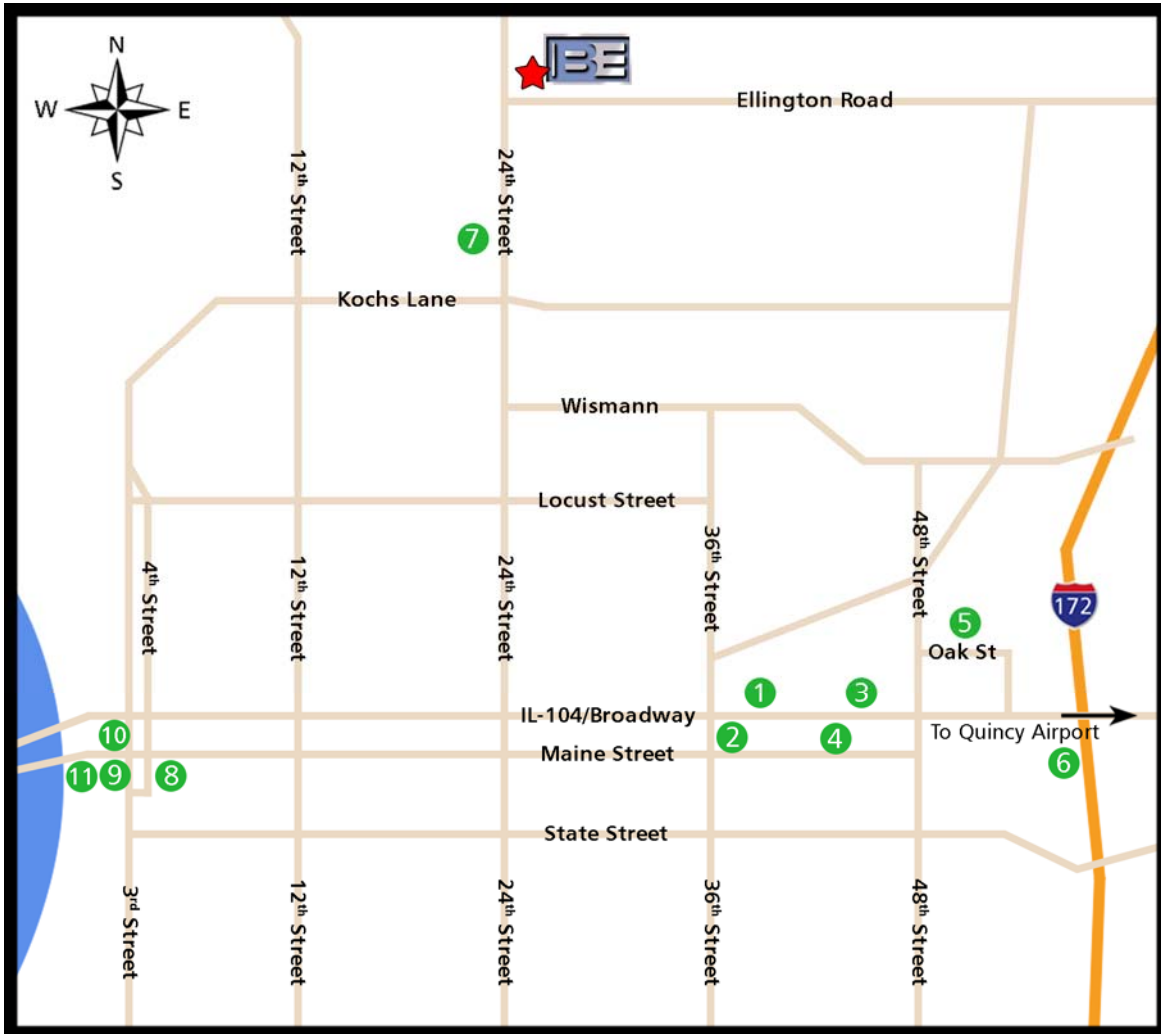 N
BE
W
E
S
Ellington Road
12th Street
24th Street
7
Kochs Lane
Wismann
Locust Street
4th Street
12th Street
24th Street
36th Street
48th Street
172
5
Oak St
1
3
IL-104/Broadway
10
2
4
To Quincy Airport
Maine Street
11
9
8
6
State Street
3rd Street
12th Street
24th Street
36th Street
48th Street